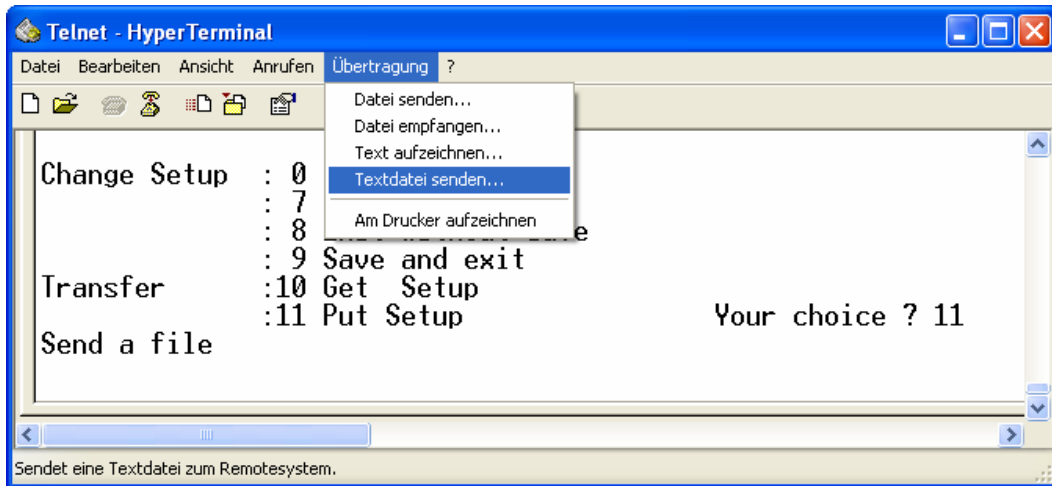 Telnet - HyperTerminal
Datei Bearbeiten Ansicht Anrufen Übertragung ?
Datei senden...
Datei empfangen...
Text aufzeichnen...
Textdatei senden...
Am Drucker aufzeichnen
Change Setup : 0
: 7
: 8
: 9 Save and exit
Transfer :10 Get Setup
:11 Put Setup Your choice ? 11
Send a file
Sendet eine Textdatei zum Remotesystem.